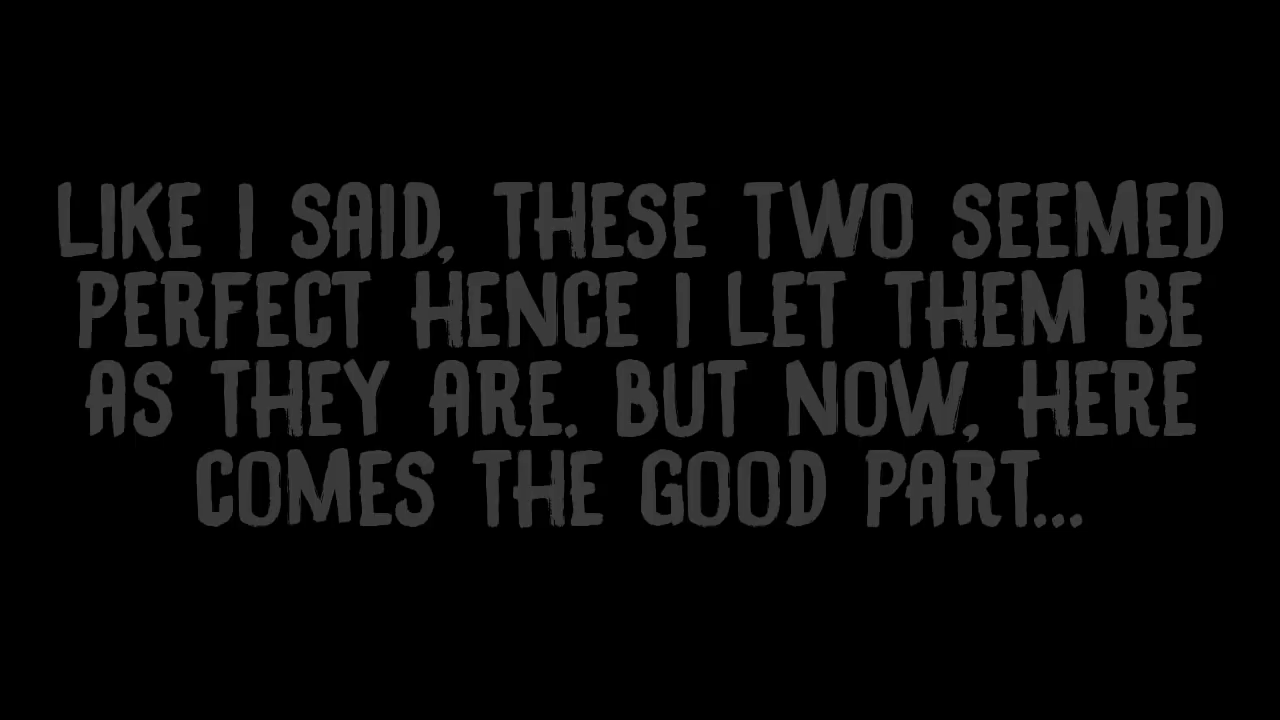 LIKE I SAID, THESE TWO SEEMED
PERFECT HENCE I LET THEM BE
AS THEY ARE. BUT NOW, HERE
COMES THE GOOD PART...